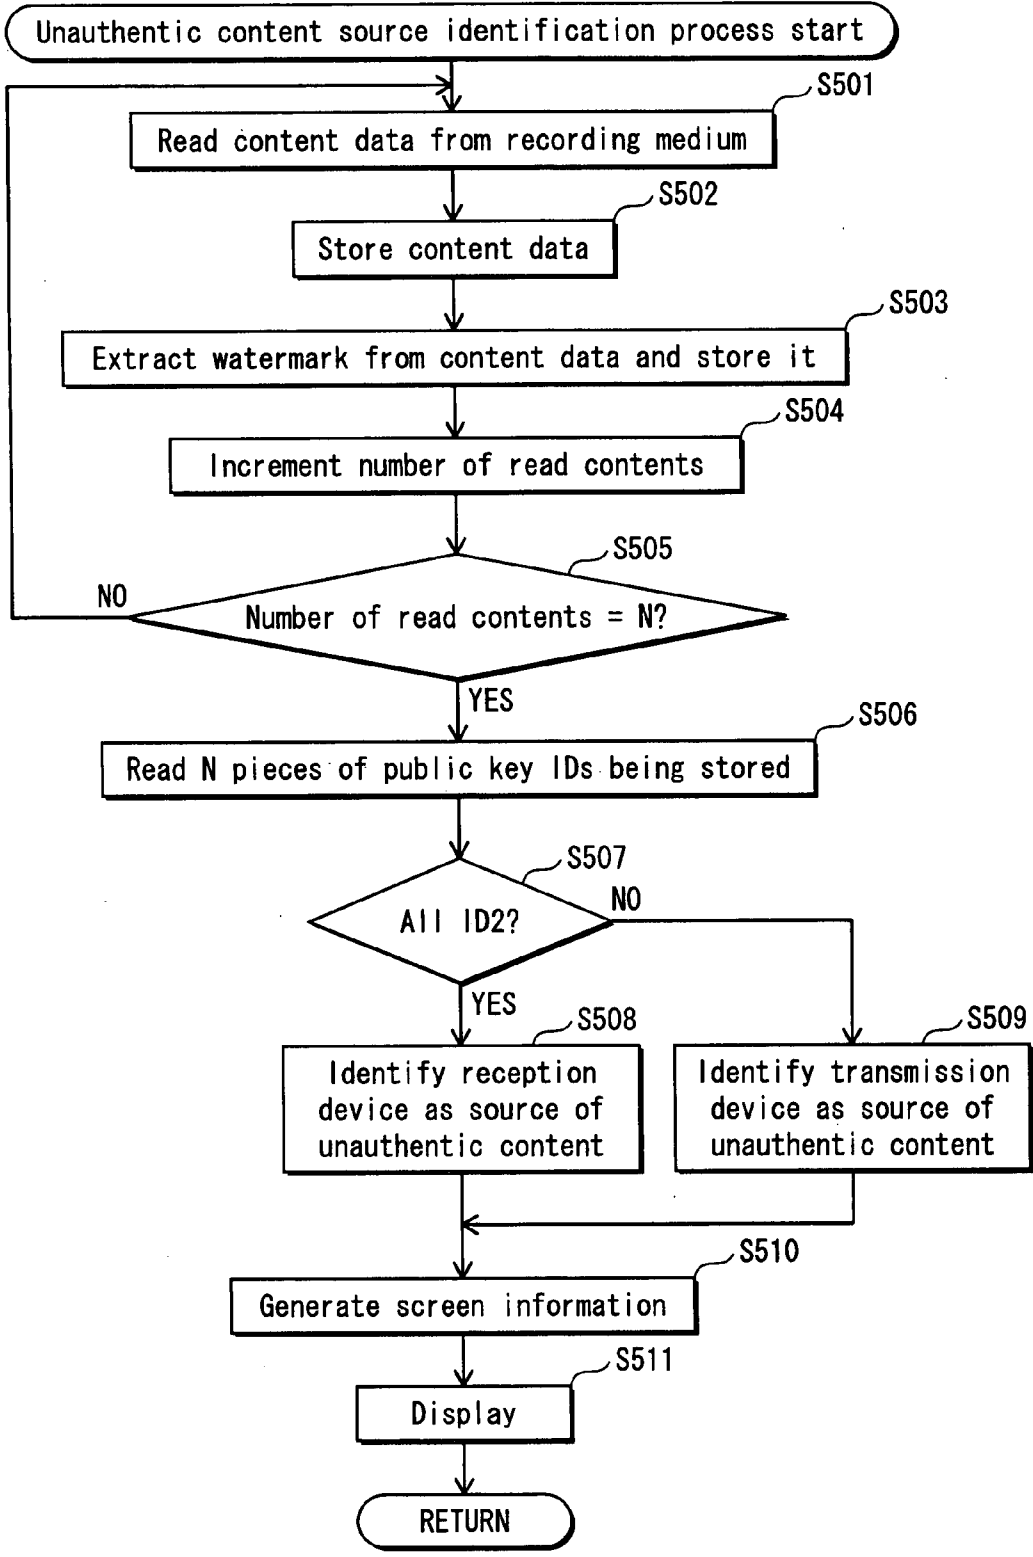 Unauthentic content source identification process start
S501
Read content data from recording medium
S502
Store content data
S503
Extract watermark from content data and store it
S504
Increment number of read contents
S505
NO
Number of read contents = N?
YES
S506
Read N pieces of public key IDs being stored
S507
NO
All ID2?
YES
S508
S509
Identify reception
device as source of
unauthentic content
Identify transmission
device as source of
unauthentic content
S510
Generate screen information
S511
Display
RETURN